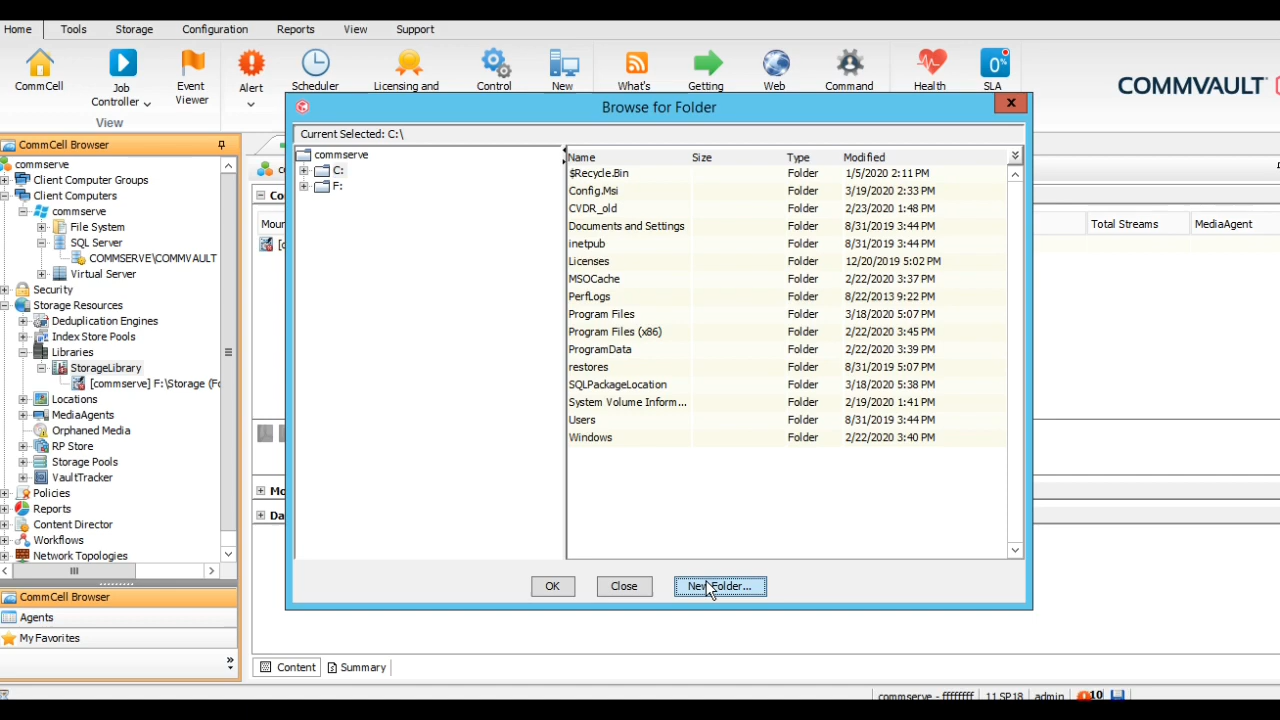 Home Tools Storage Configuration Reports View Support
CommCell Job Controller Event Viewer Alert Scheduler Licensing and Control New What's Getting Web Command Health SLA
0%
COMMVAULT
View
Browse for Folder
Current Selected: C:\
CommCell Browser
commserve
Client Computer Groups
Client Computers
commserve
File System
SQL Server
COMMSERVE\COMMVAULT
Virtual Server
Security
Storage Resources
Deduplication Engines
Index Store Pools
Libraries
StorageLibrary
[commserve] F:\Storage (Fo
Locations
MediaAgents
Orphaned Media
RP Store
Storage Pools
VaultTracker
Policies
Reports
Content Director
Workflows
Network Topologies
CommCell Browser
Agents
My Favorites
commserve
C:
F:
Name Size Type Modified
$Recycle.Bin Folder 1/5/2020 2:11 PM
Config.Msi Folder 3/19/2020 2:33 PM
CVDR_old Folder 2/23/2020 1:48 PM
Documents and Settings Folder 8/31/2019 3:44 PM
inetpub Folder 8/31/2019 3:44 PM
Licenses Folder 12/20/2019 5:02 PM
MSOCache Folder 2/22/2020 3:37 PM
PerfLogs Folder 8/22/2013 9:22 PM
Program Files Folder 3/18/2020 5:07 PM
Program Files (x86) Folder 2/22/2020 3:45 PM
ProgramData Folder 2/22/2020 3:39 PM
restores Folder 8/31/2019 5:07 PM
SQLPackageLocation Folder 3/18/2020 5:38 PM
System Volume Inform... Folder 2/19/2020 1:41 PM
Users Folder 8/31/2019 3:44 PM
Windows Folder 2/22/2020 3:40 PM
OK Close New Folder...
Total Streams MediaAgent
Content Summary
commserve - ffffffff 11 SP18 admin 10